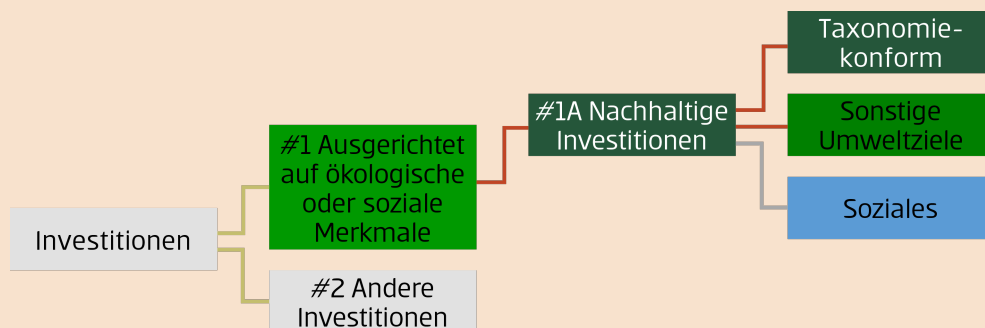 Taxonomie-
konform
#1A Nachhaltige
Investitionen
Sonstige
Umweltziele
#1 Ausgerichtet
auf ökologische
oder soziale
Merkmale
Soziales
Investitionen
#2 Andere
Investitionen